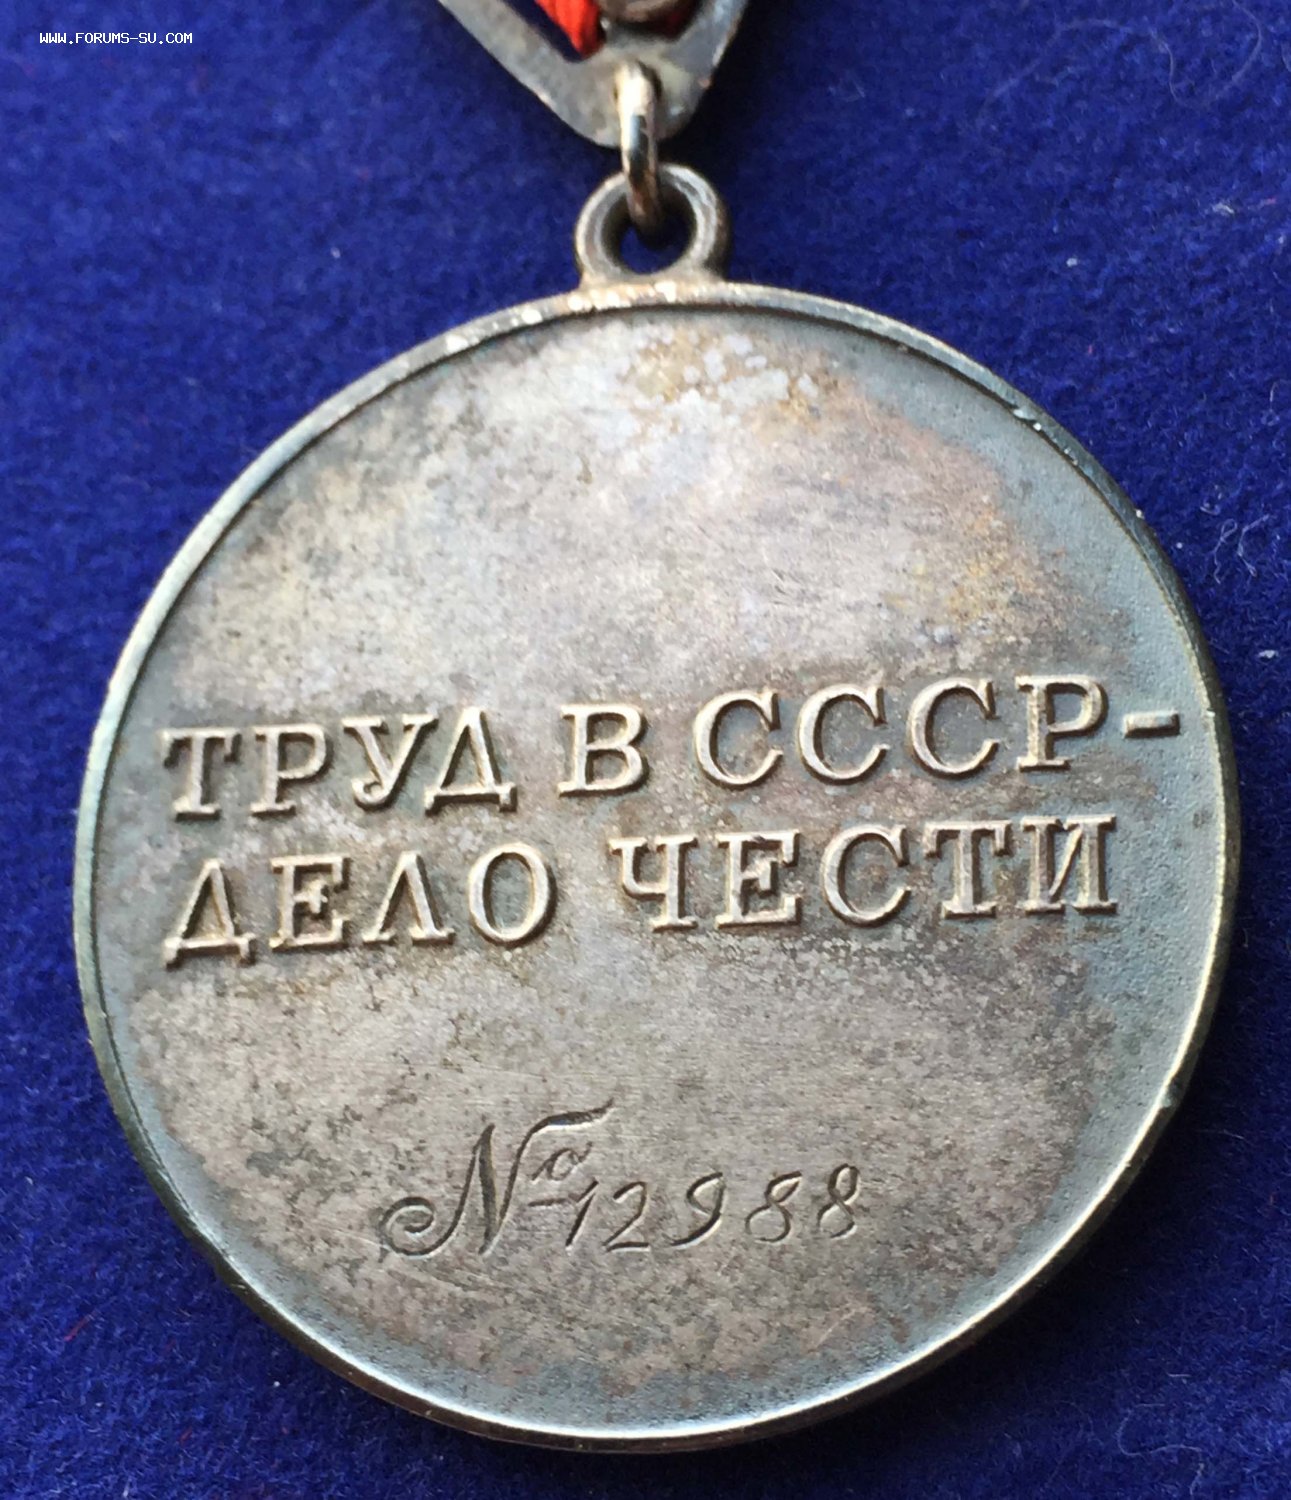 WWW.FORUMS-SU.COM
ТРУД В СССР-
ДЕЛО ЧЕСТИ
№12988